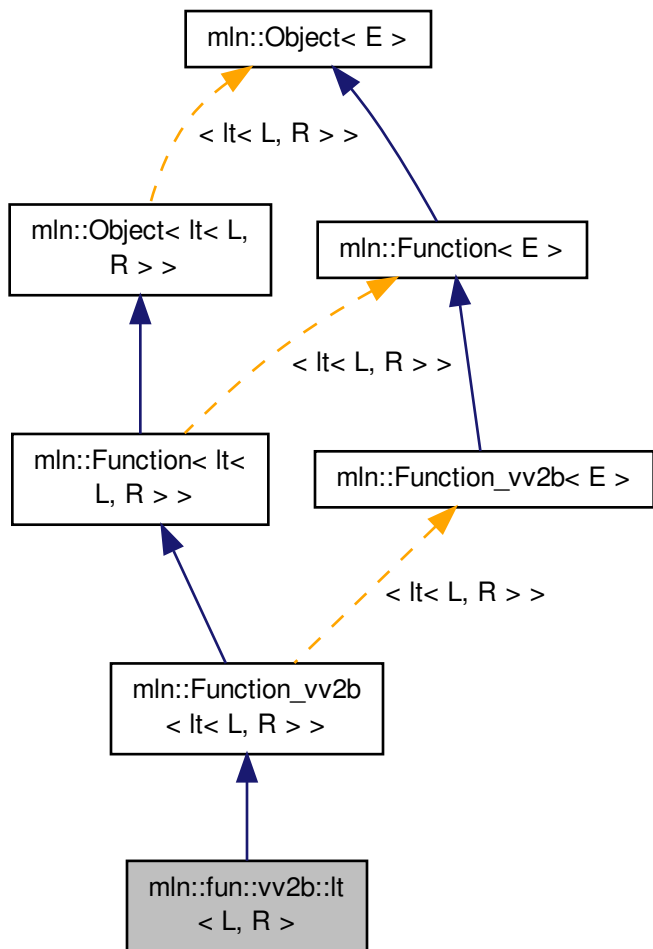 mln::Object< E >
< lt< L, R > >
mln::Object< lt< L,
R > >
mln::Function< E >
< lt< L, R > >
mln::Function< lt<
L, R > >
mln::Function_vv2b< E >
< lt< L, R > >
mln::Function_vv2b
< lt< L, R > >
mln::fun::vv2b::lt
< L, R >